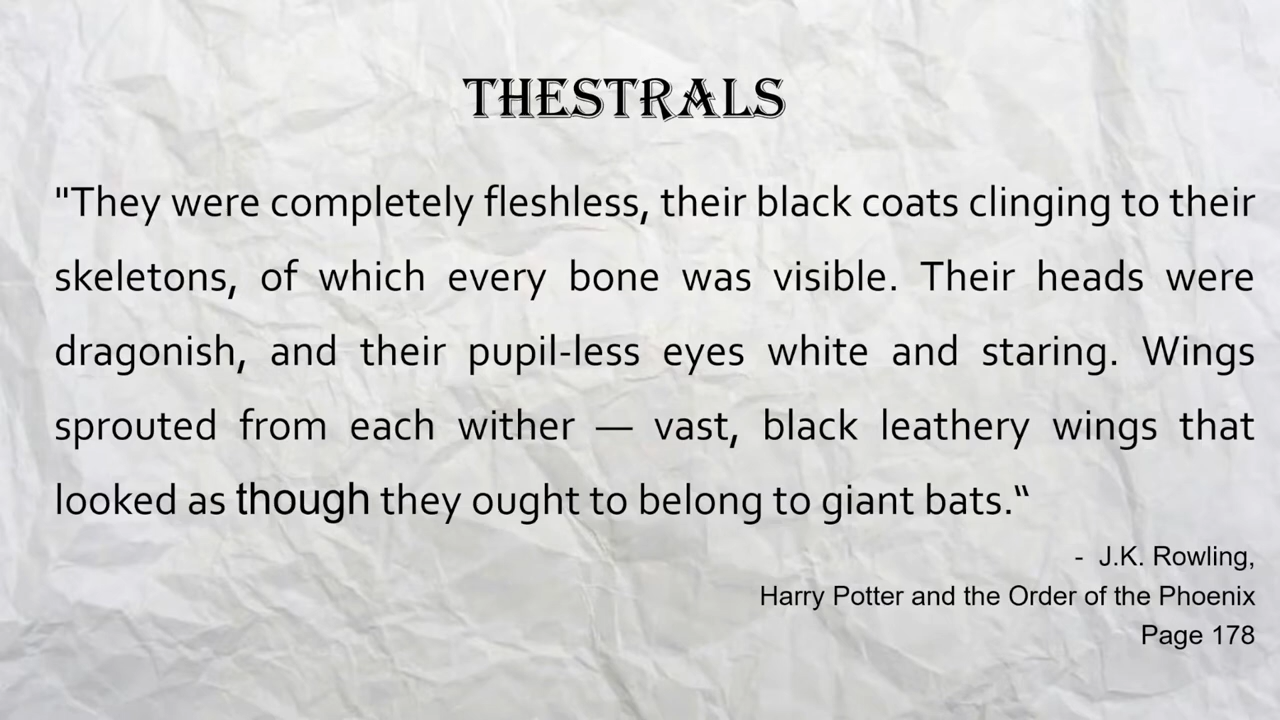 THESTRALS
"They were completely fleshless, their black coats clinging to their
skeletons, of which every bone was visible. Their heads were
dragonish, and their pupil-less eyes white and staring. Wings
sprouted from each wither — vast, black leathery wings that
looked as though they ought to belong to giant bats.“
- J.K. Rowling,
Harry Potter and the Order of the Phoenix
Page 178